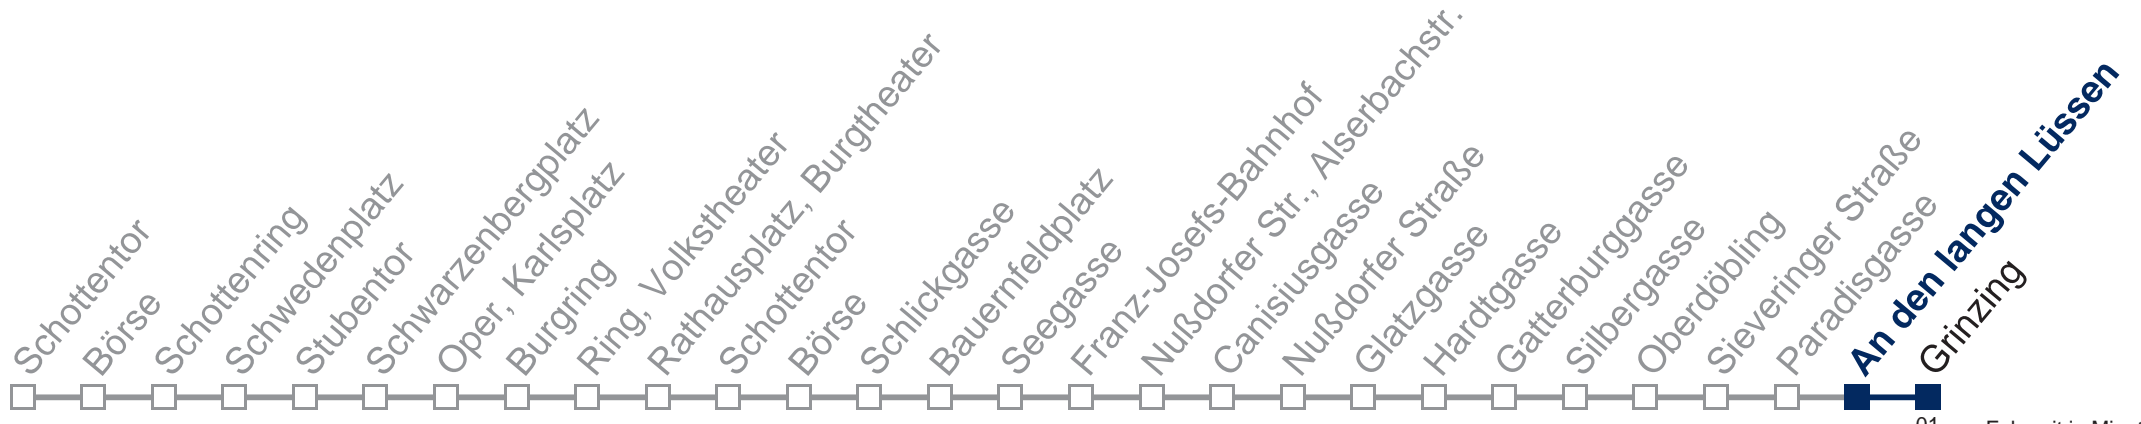 Schottentor
Börse
Schottenring
Schwedenplatz
Stubentor
Schwarzenbergplatz
Oper, Karlsplatz
Burgring
Ring, Volkstheater
Rathausplatz, Burgtheater
Schottentor
Börse
Schlickgasse
Bauernfeldplatz
Seegasse
Franz-Josefs-Bahnhof
Nußdorfer Str., Alserbachstr.
Canisiusgasse
Nußdorfer Straße
Glatzgasse
Hardtgasse
Gatterburggasse
Silbergasse
Oberdöbling
Sieveringer Straße
Paradisgasse
An den langen Lüssen
Grinzing